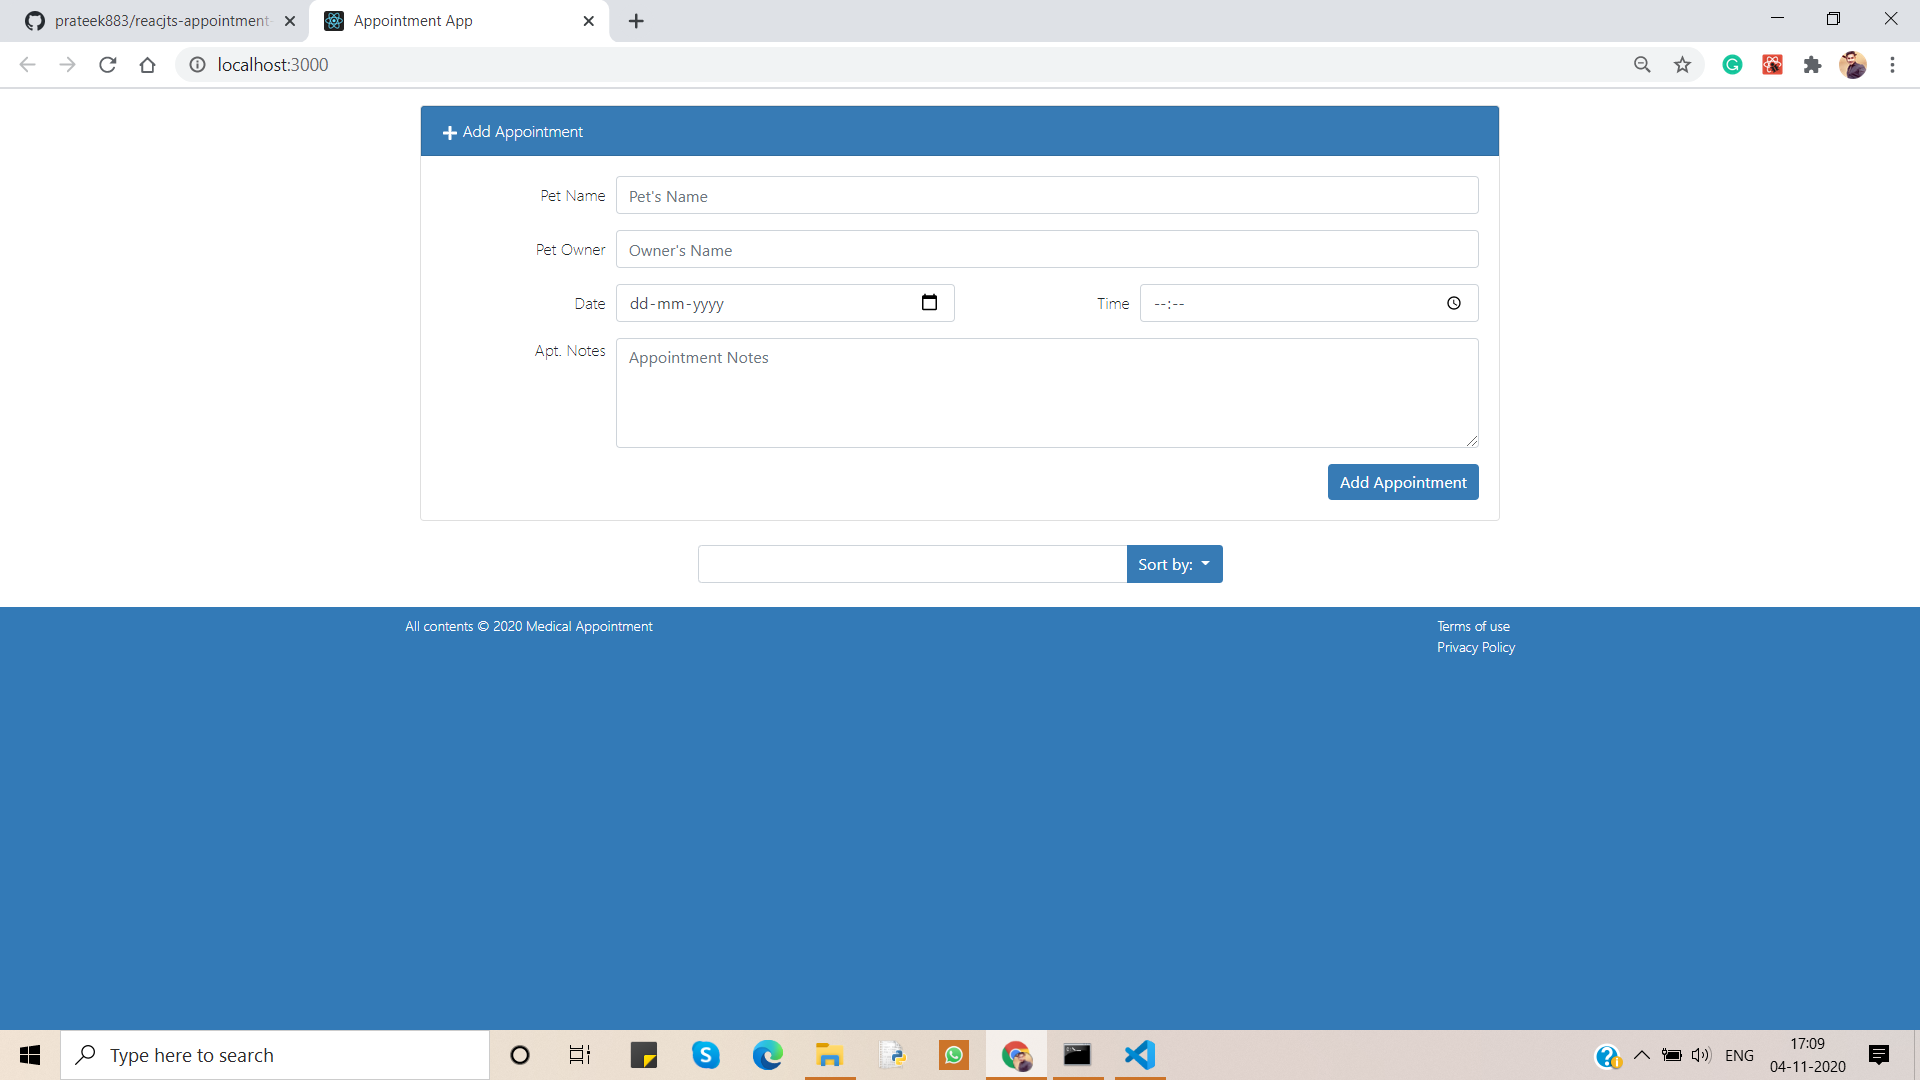 prateek883/reacjts-appointment-
Appointment App
localhost:3000
Add Appointment
Pet Name
Pet's Name
Pet Owner
Owner's Name
Date
dd-mm-yyyy
Time
--:--
Apt. Notes
Appointment Notes
Add Appointment
Sort by:
All contents © 2020 Medical Appointment
Terms of use
Privacy Policy
Type here to search
ENG
17:09
04-11-2020